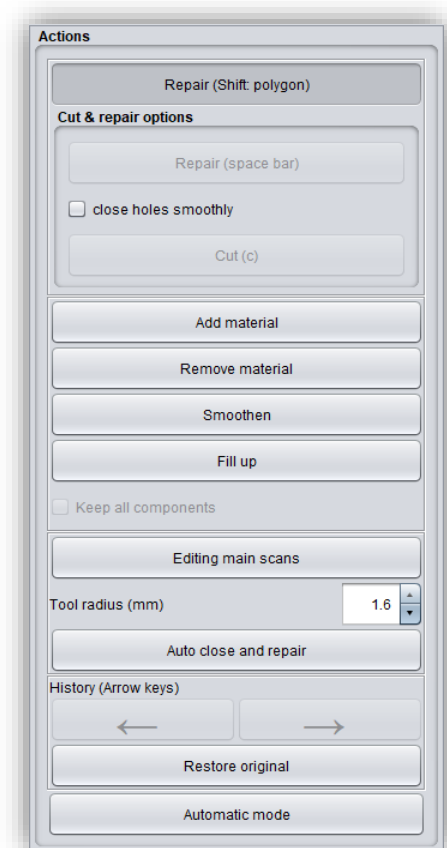 Actions
Repair (Shift: polygon)
Cut & repair options
Repair (space bar)
close holes smoothly
Cut (c)
Add material
Remove material
Smoothen
Fill up
Keep all components
Editing main scans
Tool radius (mm) 1.6
Auto close and repair
History (Arrow keys)
← →
Restore original
Automatic mode